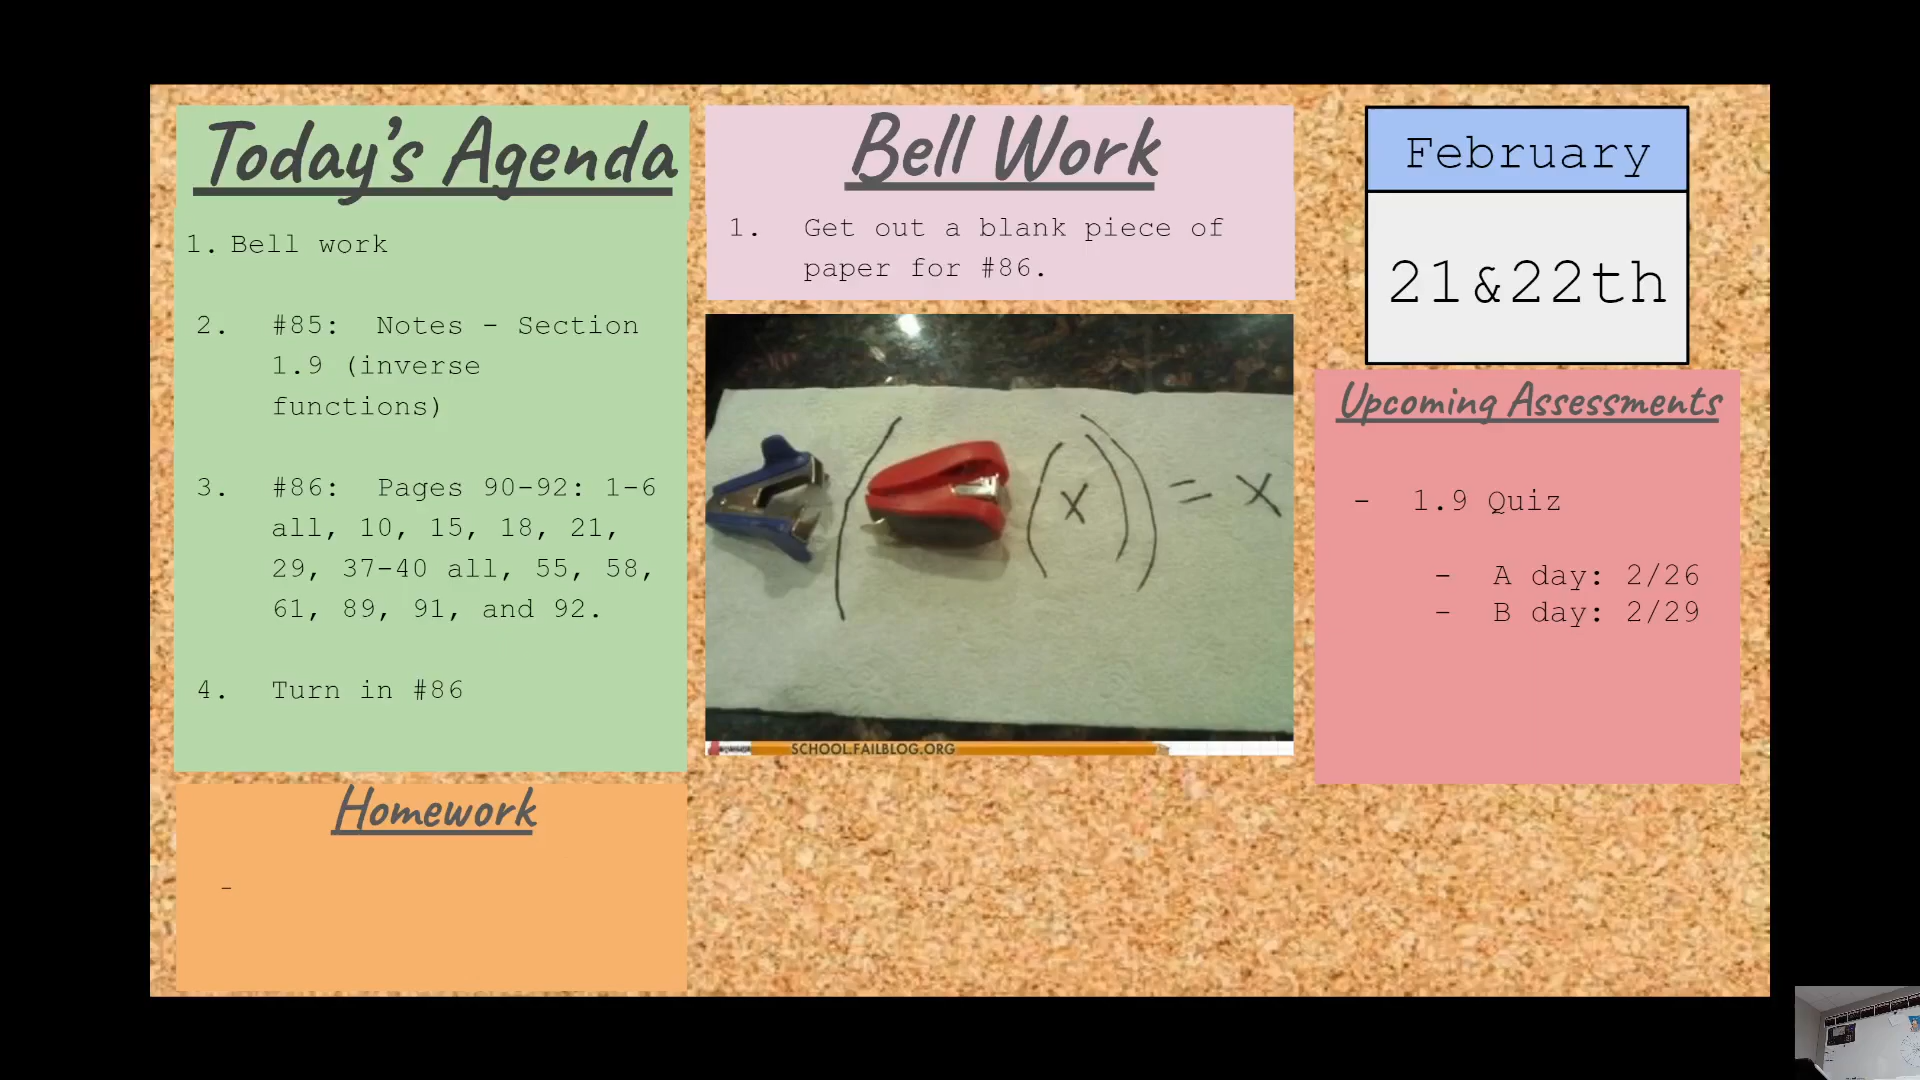 Today's Agenda
1. Bell work
2. #85: Notes - Section
1.9 (inverse
functions)
3. #86: Pages 90-92: 1-6
all, 10, 15, 18, 21,
29, 37-40 all, 55, 58,
61, 89, 91, and 92.
4. Turn in #86
Homework
-
Bell Work
1. Get out a blank piece of
paper for #86.
( (x)) = x
SCHOOL.FAILBLOG.ORG
February
21&22th
Upcoming Assessments
- 1.9 Quiz
- A day: 2/26
- B day: 2/29